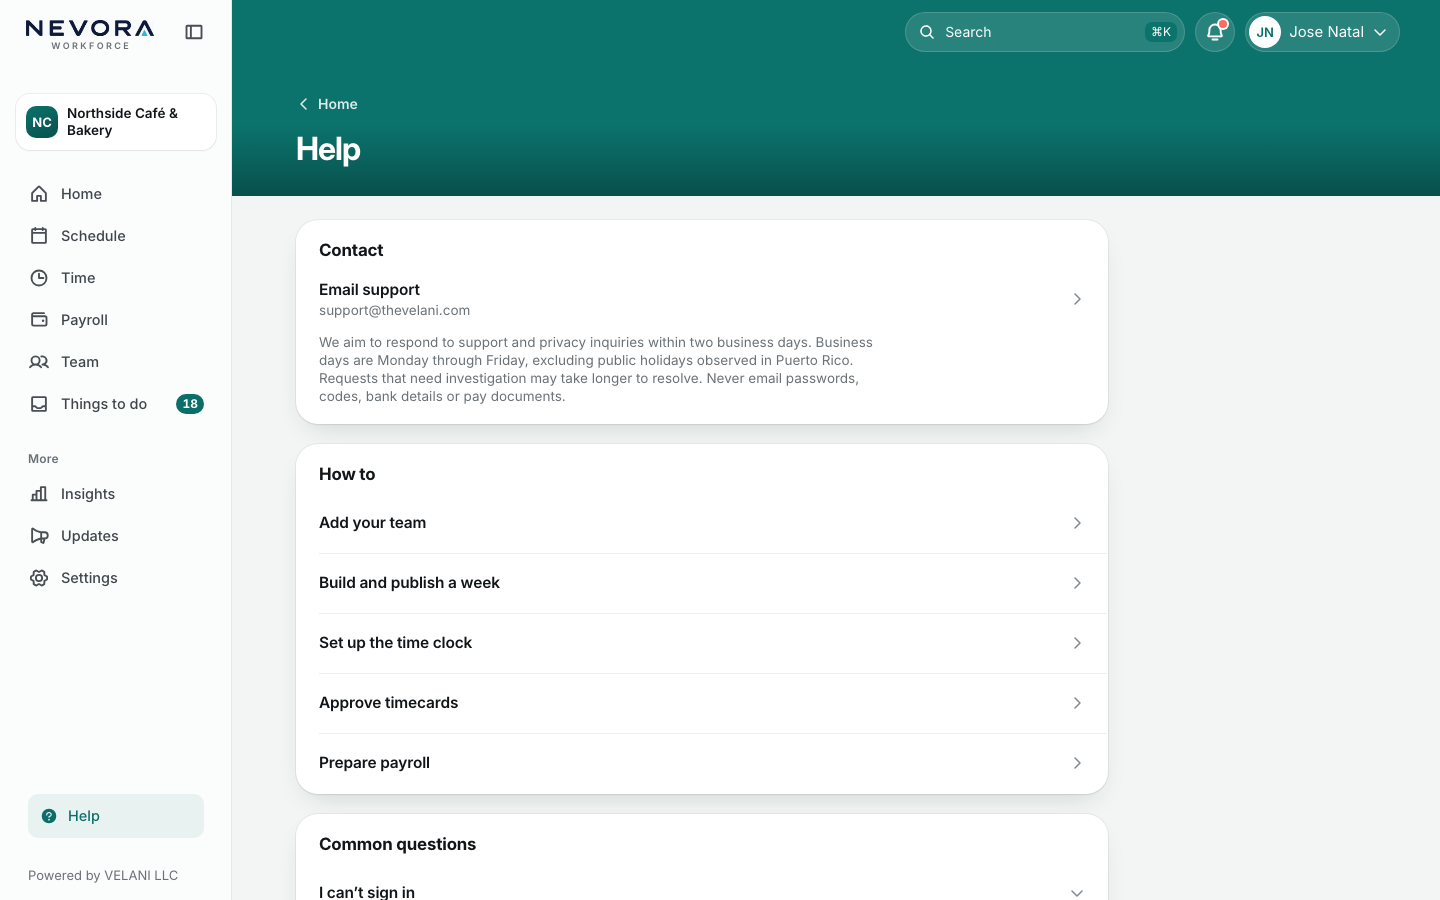 NEVORA
WORKFORCE
NC
Northside Café &
Bakery
Home
Schedule
Time
Payroll
Team
Things to do
18
More
Insights
Updates
Settings
Help
Powered by VELANI LLC
Search
⌘K
JN
Jose Natal
Home
Help
Contact
Email support
support@thevelani.com
We aim to respond to support and privacy inquiries within two business days. Business
days are Monday through Friday, excluding public holidays observed in Puerto Rico.
Requests that need investigation may take longer to resolve. Never email passwords,
codes, bank details or pay documents.
How to
Add your team
Build and publish a week
Set up the time clock
Approve timecards
Prepare payroll
Common questions
I can’t sign in